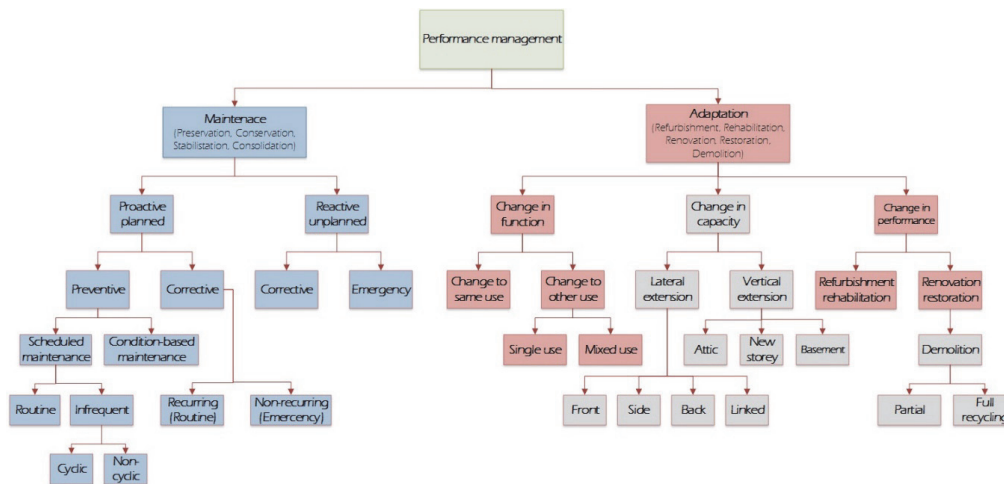 Performance management
Maintenace
(Preservation, Conservation,
Stabilistation, Consolidation)
Adaptation
(Refurbishment, Rehabilitation,
Renovation, Restoration,
Demolition)
Proactive
planned
Reactive
unplanned
Change in
function
Change in
capacity
Change in
performance
Preventive
Corrective
Corrective
Emergency
Change to
same use
Change to
other use
Lateral
extension
Vertical
extension
Refurbishment
rehabilitation
Renovation
restoration
Scheduled
maintenance
Condition-based
maintenance
Single use
Mixed use
Attic
New
storey
Basement
Demolition
Routine
Infrequent
Recurring
(Routine)
Non-recurring
(Emercency)
Front
Side
Back
Linked
Partial
Full
recycling
Cyclic
Non-
cyclic